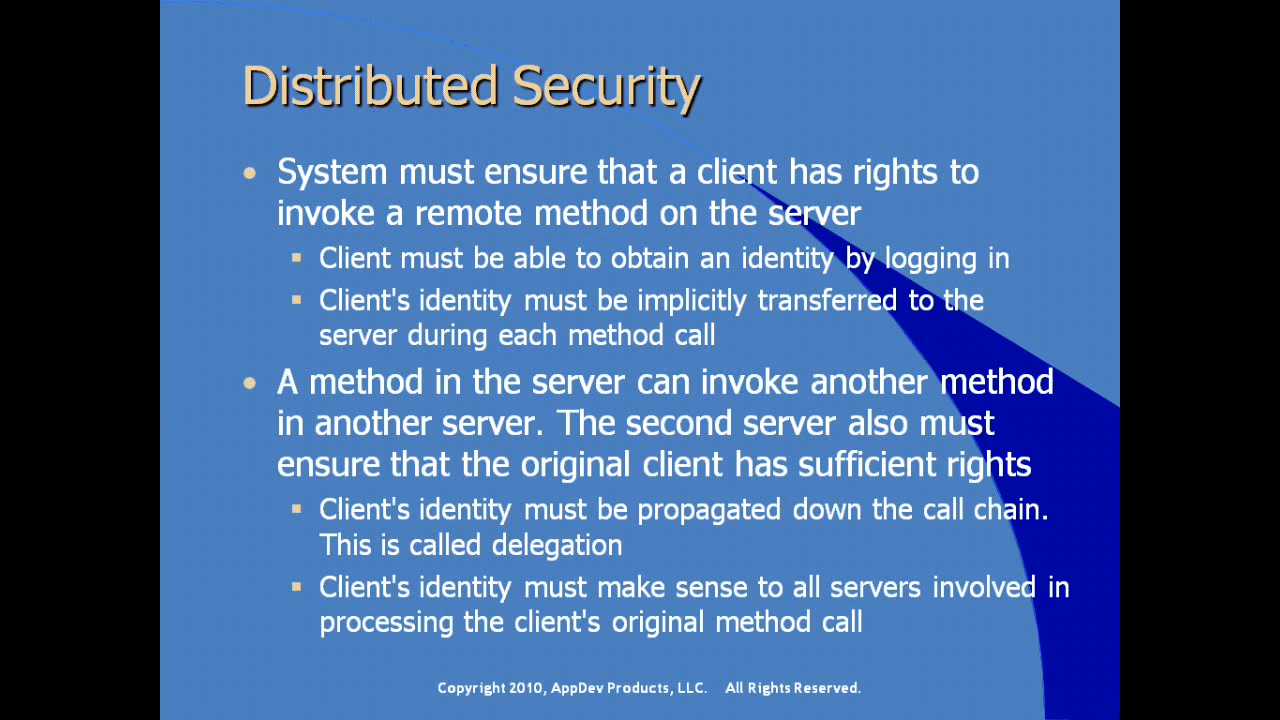 Distributed Security
• System must ensure that a client has rights to
invoke a remote method on the server
▪ Client must be able to obtain an identity by logging in
▪ Client's identity must be implicitly transferred to the
server during each method call
• A method in the server can invoke another method
in another server. The second server also must
ensure that the original client has sufficient rights
▪ Client's identity must be propagated down the call chain.
This is called delegation
▪ Client's identity must make sense to all servers involved in
processing the client's original method call
Copyright 2010, AppDev Products, LLC. All Rights Reserved.